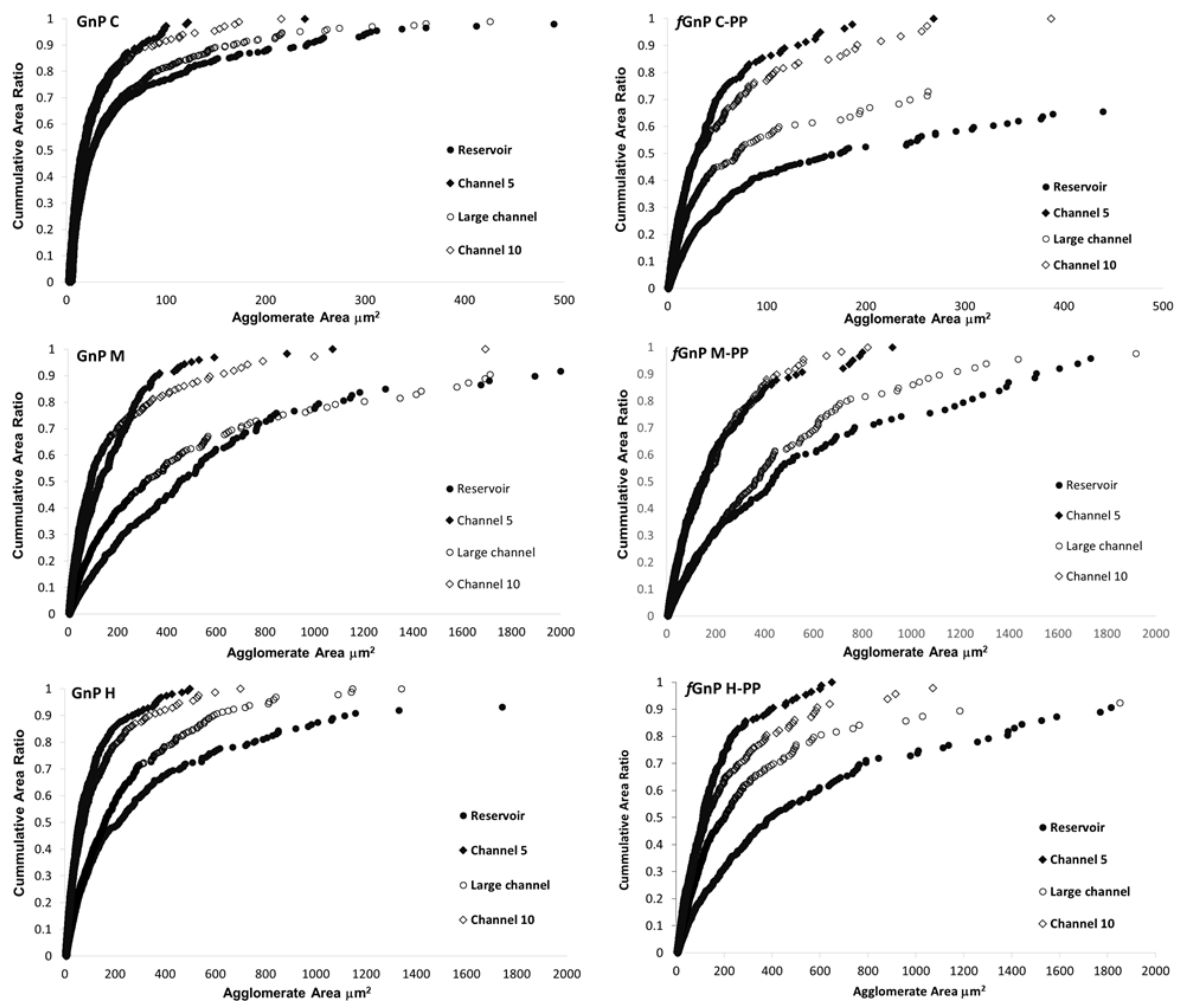 GnP C
Cummulative Area Ratio
1
0.9
0.8
0.7
0.6
0.5
0.4
0.3
0.2
0.1
0
0
100
200
300
400
500
Agglomerate Area μm²
Reservoir
Channel 5
Large channel
Channel 10
fGnP C-PP
Cummulative Area Ratio
1
0.9
0.8
0.7
0.6
0.5
0.4
0.3
0.2
0.1
0
0
100
200
300
400
500
Agglomerate Area μm²
Reservoir
Channel 5
Large channel
Channel 10
GnP M
Cummulative Area Ratio
1
0.9
0.8
0.7
0.6
0.5
0.4
0.3
0.2
0.1
0
0
200
400
600
800
1000
1200
1400
1600
1800
2000
Agglomerate Area μm²
Reservoir
Channel 5
Large channel
Channel 10
fGnP M-PP
Cummulative Area Ratio
1
0.9
0.8
0.7
0.6
0.5
0.4
0.3
0.2
0.1
0
0
200
400
600
800
1000
1200
1400
1600
1800
2000
Agglomerate Area μm²
Reservoir
Channel 5
Large channel
Channel 10
GnP H
Cummulative Area Ratio
1
0.9
0.8
0.7
0.6
0.5
0.4
0.3
0.2
0.1
0
0
200
400
600
800
1000
1200
1400
1600
1800
2000
Agglomerate Area μm²
Reservoir
Channel 5
Large channel
Channel 10
fGnP H-PP
Cummulative Area Ratio
1
0.9
0.8
0.7
0.6
0.5
0.4
0.3
0.2
0.1
0
0
200
400
600
800
1000
1200
1400
1600
1800
2000
Agglomerate Area μm²
Reservoir
Channel 5
Large channel
Channel 10